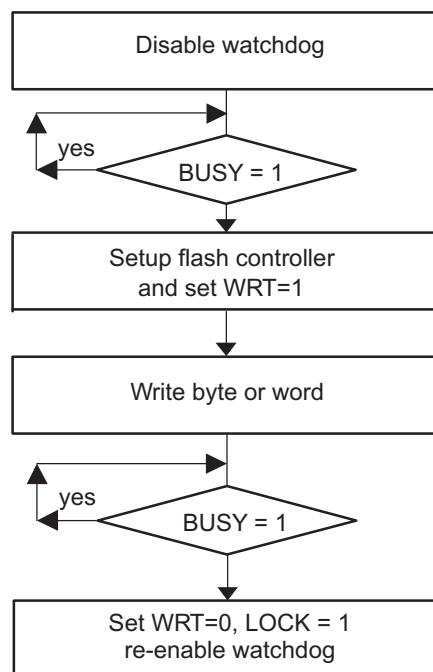 Disable watchdog
yes
BUSY = 1
Setup flash controller
and set WRT=1
Write byte or word
yes
BUSY = 1
Set WRT=0, LOCK = 1
re-enable watchdog